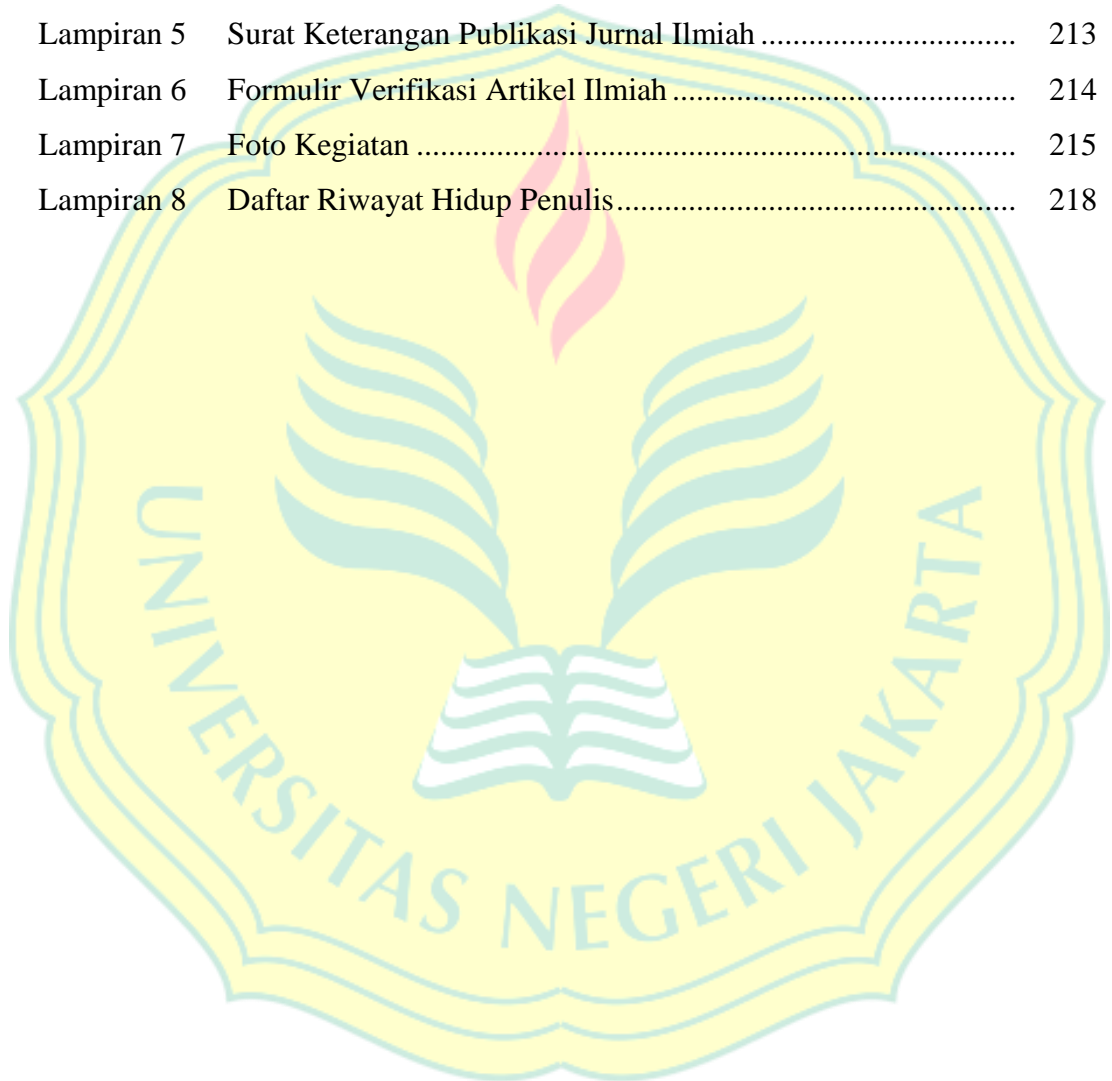 Lampiran 5 Surat Keterangan Publikasi Jurnal Ilmiah ................................ 213
Lampiran 6 Formulir Verifikasi Artikel Ilmiah ........................................... 214
Lampiran 7 Foto Kegiatan ........................................................................... 215
Lampiran 8 Daftar Riwayat Hidup Penulis .................................................. 218
UNIVERSITAS NEGERI JAKARTA